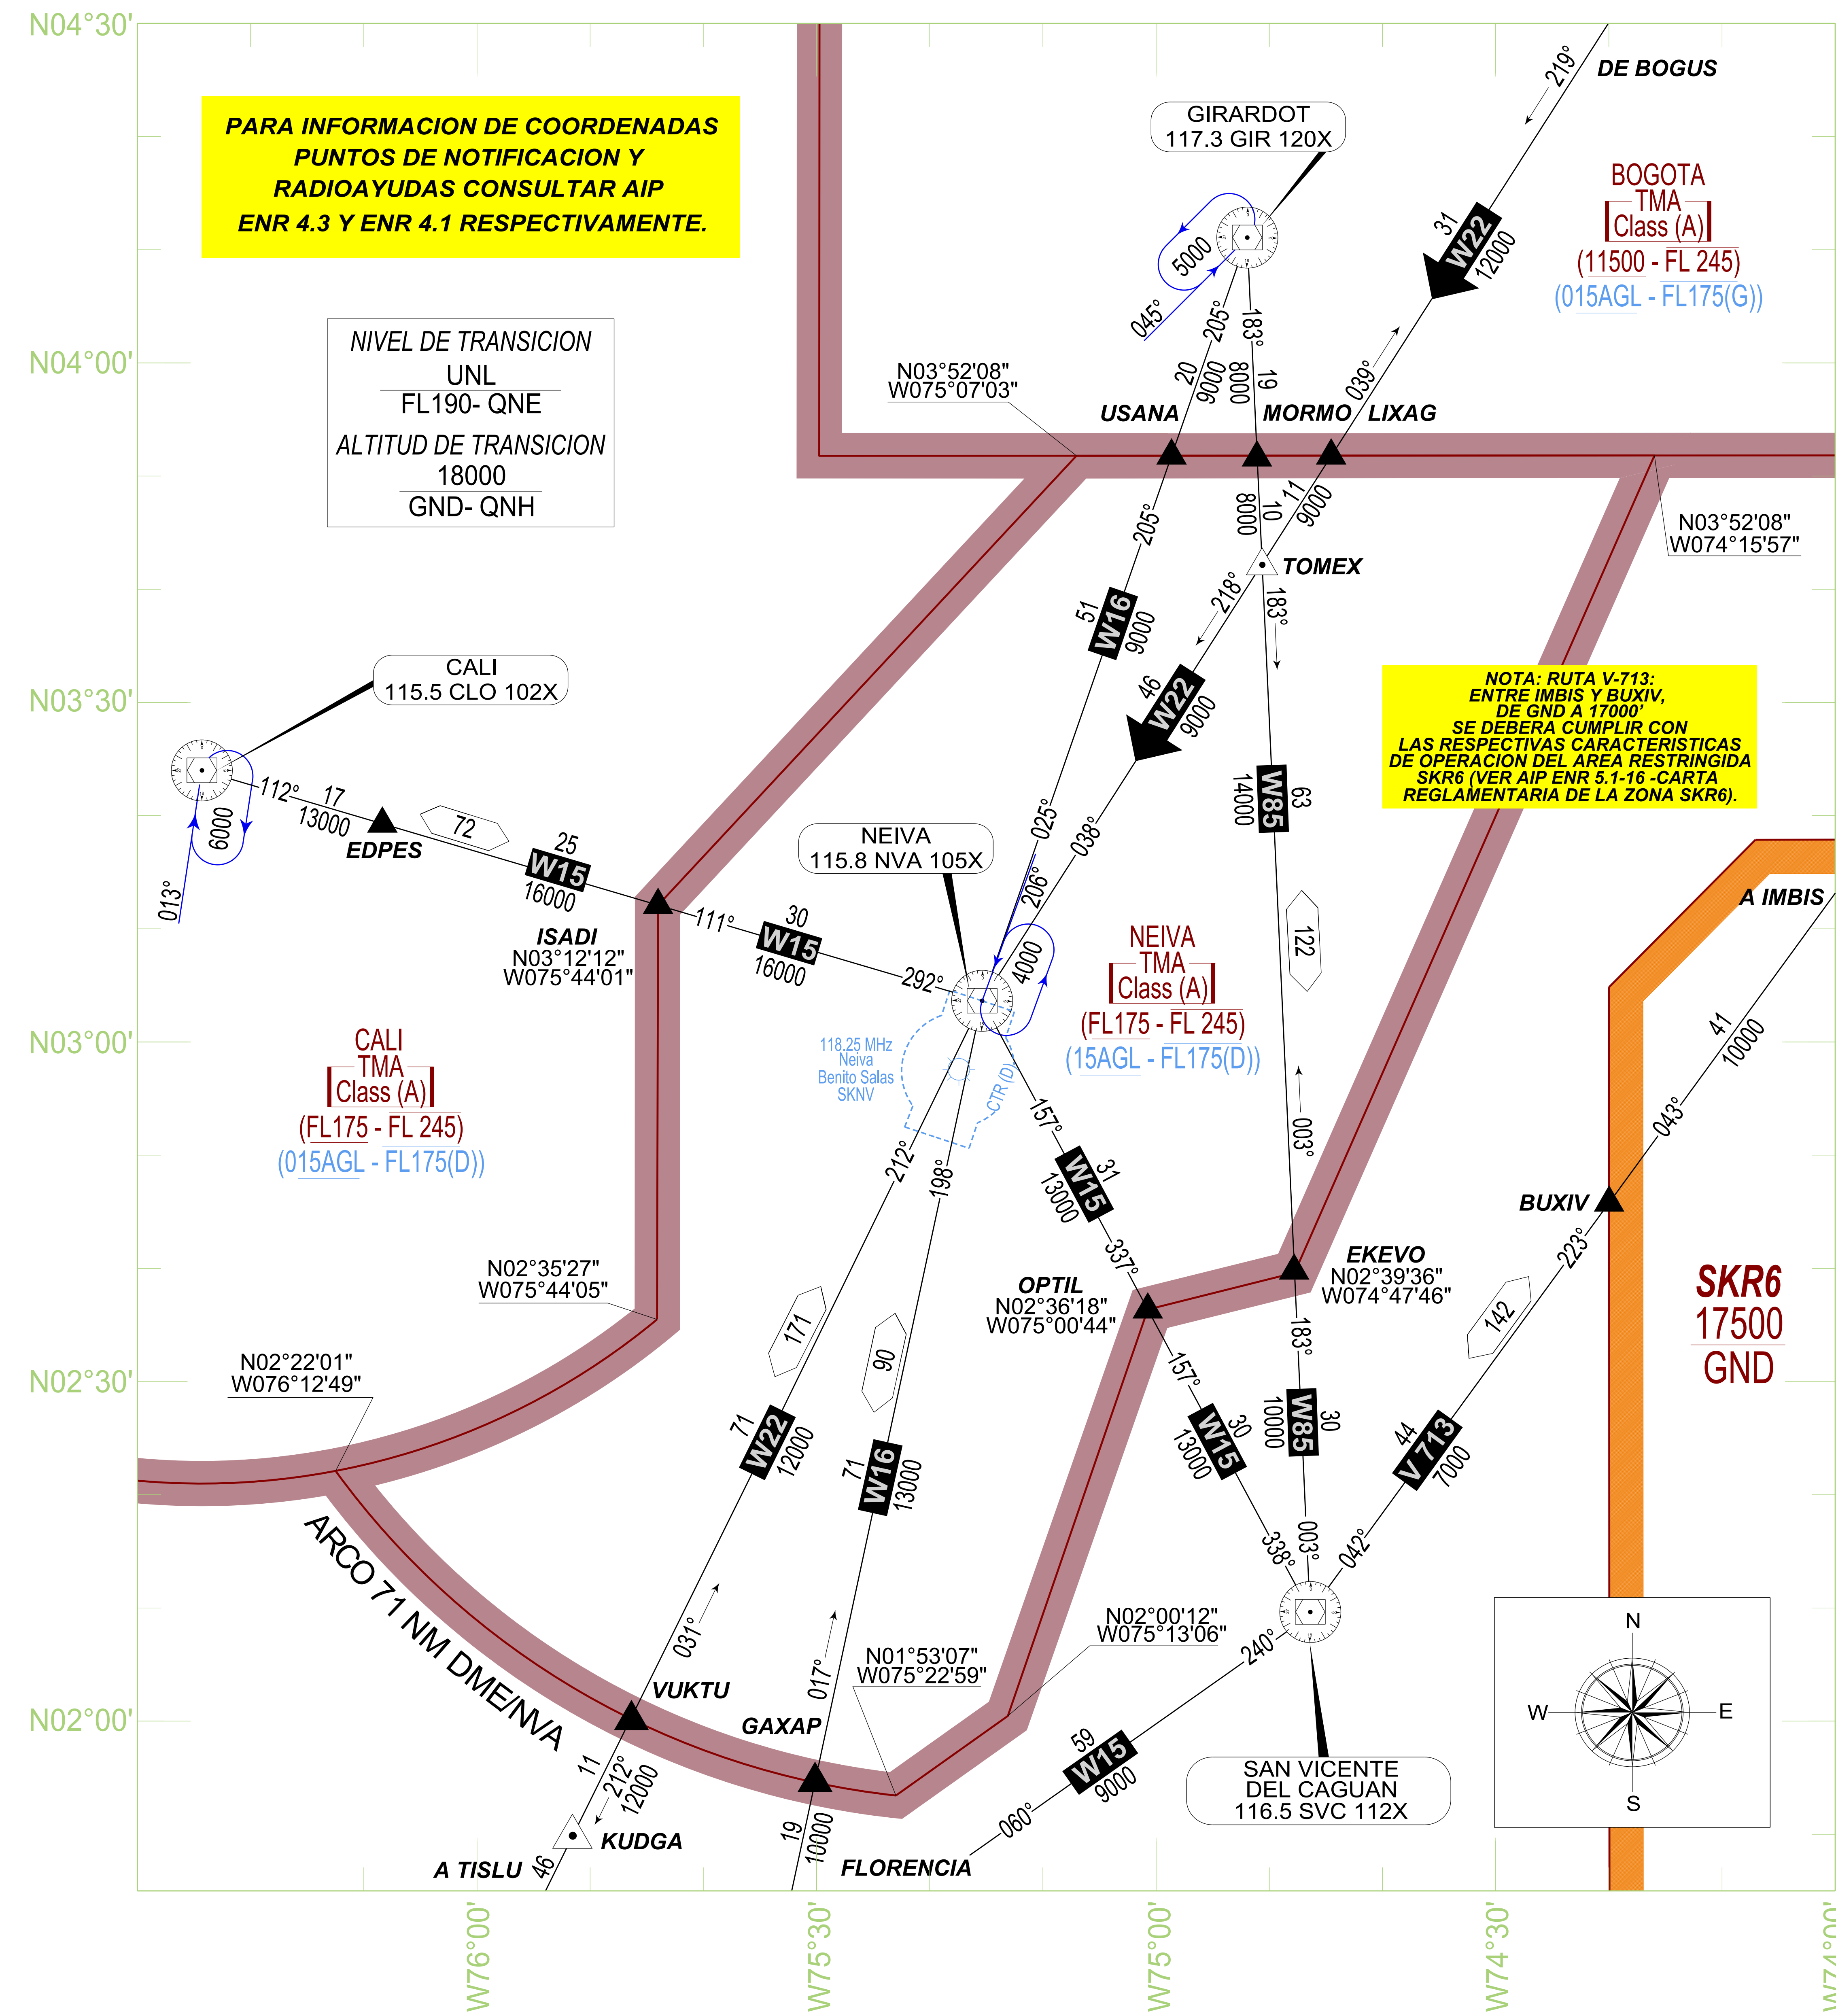 N04°30'
DE BOGUS
219°
PARA INFORMACION DE COORDENADAS
PUNTOS DE NOTIFICACION Y
RADIOAYUDAS CONSULTAR AIP
ENR 4.3 Y ENR 4.1 RESPECTIVAMENTE.
GIRARDOT
117.3 GIR 120X
BOGOTA
TMA
Class (A)
(11500 - FL 245)
(015AGL - FL175(G))
31
W22
12000
5000
045°
NIVEL DE TRANSICION
UNL
FL190- QNE
ALTITUD DE TRANSICION
18000
GND- QNH
N04°00'
205°
183°
20
9000
8000
19
039°
N03°52'08"
W075°07'03"
USANA
MORMO
LIXAG
205°
8000
10
11
9000
N03°52'08"
W074°15'57"
TOMEX
218°
183°
51
W16
9000
46
W22
9000
CALI
115.5 CLO 102X
N03°30'
NOTA: RUTA V-713:
ENTRE IMBIS Y BUXIV,
DE GND A 17000’
SE DEBERA CUMPLIR CON
LAS RESPECTIVAS CARACTERISTICAS
DE OPERACION DEL AREA RESTRINGIDA
SKR6 (VER AIP ENR 5.1-16 -CARTA
REGLAMENTARIA DE LA ZONA SKR6).
112°
17
13000
6000
013°
EDPES
72
25
W15
16000
14000
W85
63
025°
038°
NEIVA
115.8 NVA 105X
206°
A IMBIS
ISADI
N03°12'12"
W075°44'01"
111°
30
W15
16000
292°
4000
122
NEIVA
TMA
Class (A)
(FL175 - FL 245)
(15AGL - FL175(D))
N03°00'
CALI
TMA
Class (A)
(FL175 - FL 245)
(015AGL - FL175(D))
118.25 MHz
Neiva
Benito Salas
SKNV
CTR (D)
41
10000
043°
157°
003°
212°
198°
31
W15
13000
BUXIV
223°
337°
N02°35'27"
W075°44'05"
OPTIL
N02°36'18"
W075°00'44"
EKEVO
N02°39'36"
W074°47'46"
SKR6
17500
GND
171
90
142
183°
157°
N02°22'01"
W076°12'49"
N02°30'
71
W22
12000
71
W16
13000
30
W15
13000
10000
W85
30
44
V 713
7000
ARCO 71 NM DME/NVA
338°
003°
042°
031°
017°
240°
N02°00'12"
W075°13'06"
N01°53'07"
W075°22'59"
VUKTU
GAXAP
N02°00'
N
W
E
S
59
W15
9000
SAN VICENTE
DEL CAGUAN
116.5 SVC 112X
11
212°
12000
19
10000
060°
KUDGA
A TISLU
46
FLORENCIA
W76°00'
W75°30'
W75°00'
W74°30'
W74°00'